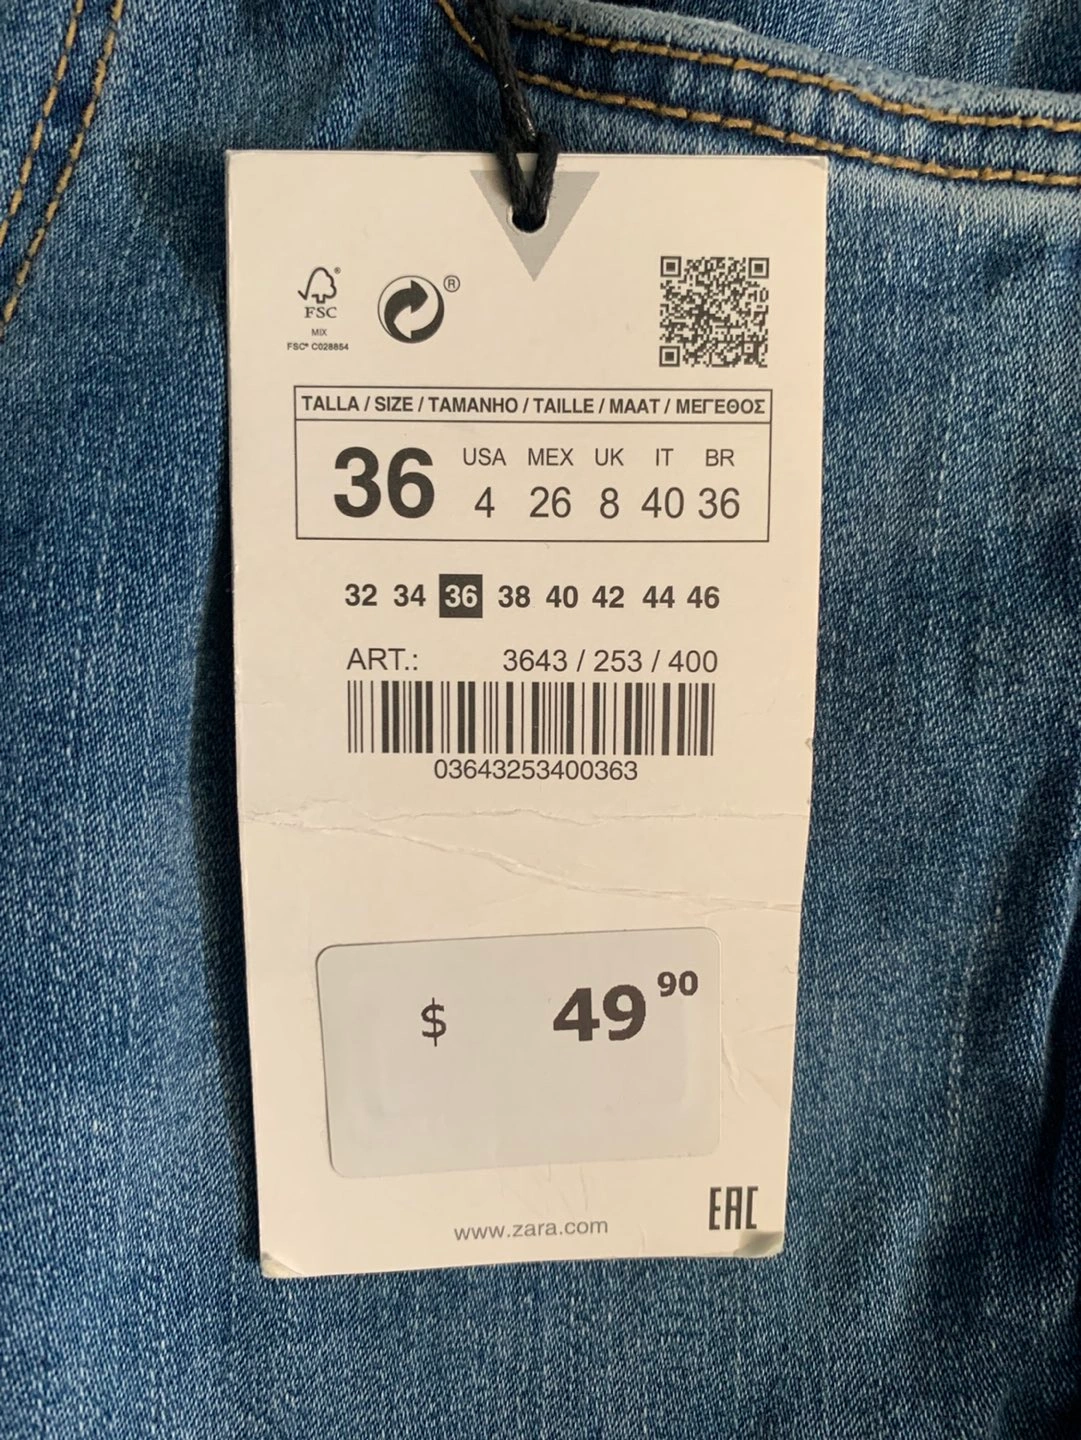 FSC®
MIX
FSC® C028854
®
TALLA / SIZE / TAMANHO / TAILLE / MAAT / ΜΕΓΕΘΟΣ
36
USA MEX UK IT BR
4 26 8 40 36
32 34 36 38 40 42 44 46
ART.: 3643 / 253 / 400
03643253400363
$ 49 90
www.zara.com
EAC